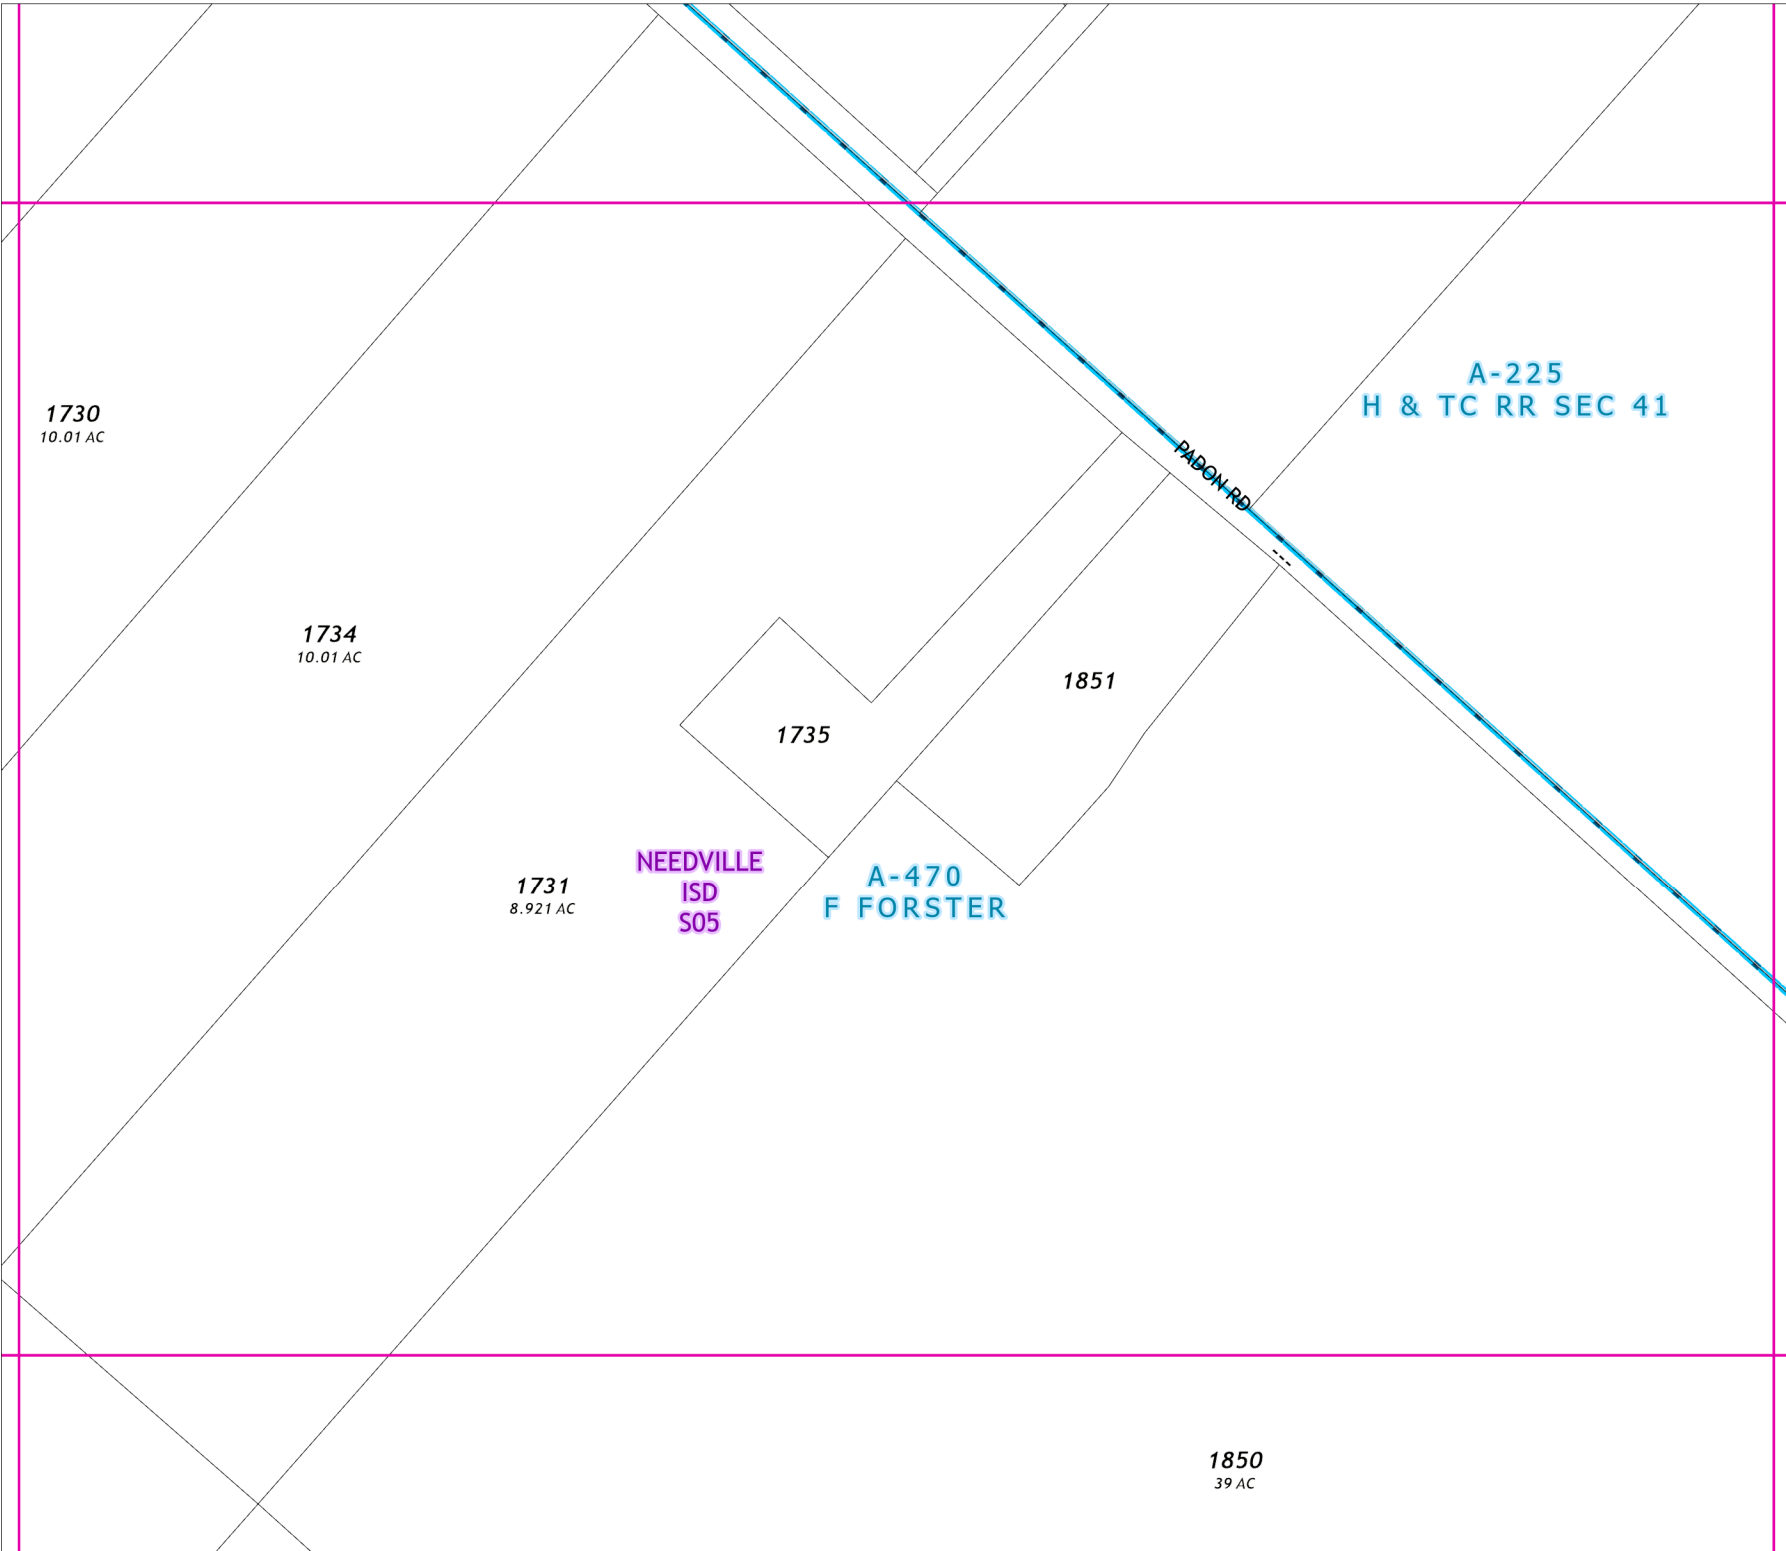 A-225
H & TC RR SEC 41
1730
10.01 AC
PADON RD
1734
10.01 AC
1851
1735
NEEDVILLE
ISD
S05
A-470
F FORSTER
1731
8.921 AC
1850
39 AC